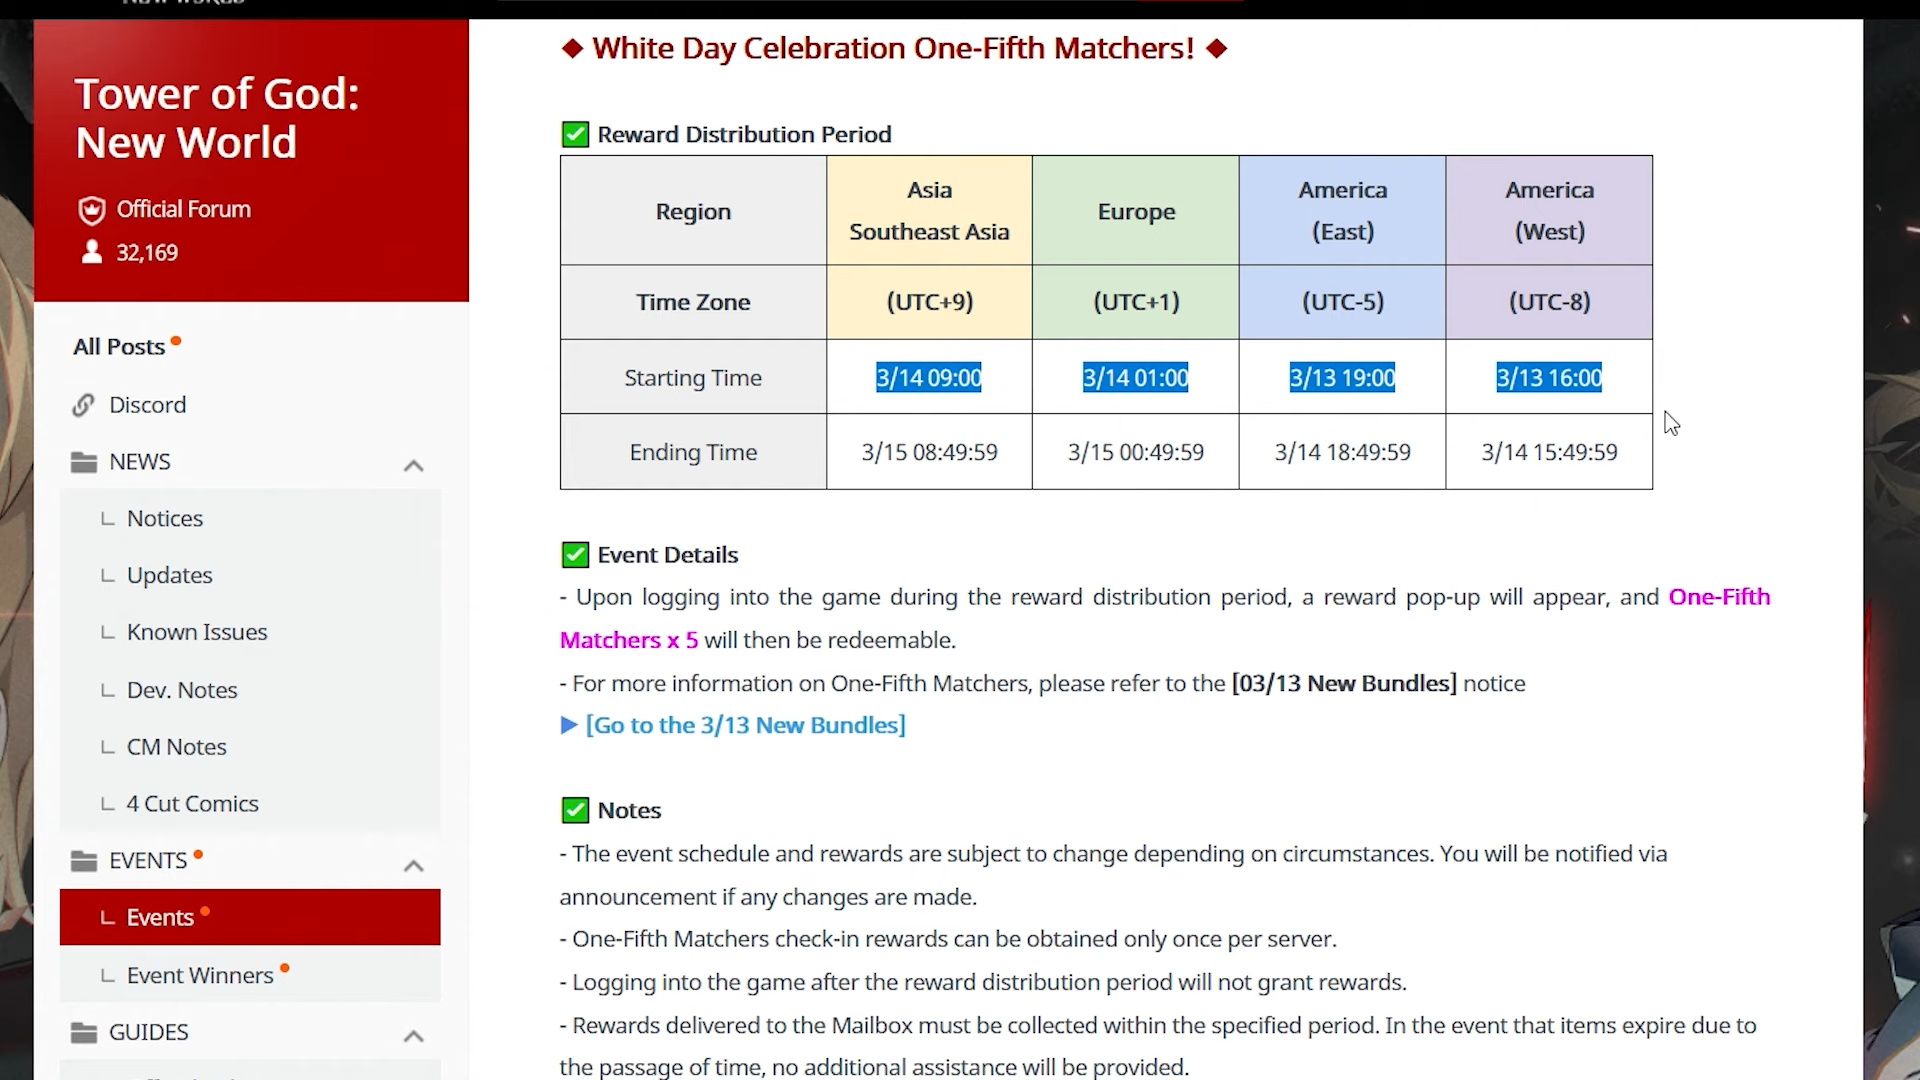 Tower of God:
New World
Official Forum
32,169
All Posts
Discord
NEWS
Notices
Updates
Known Issues
Dev. Notes
CM Notes
4 Cut Comics
EVENTS
Events
Event Winners
GUIDES
◆ White Day Celebration One-Fifth Matchers! ◆
✅ Reward Distribution Period
Region Asia Southeast Asia Europe America (East) America (West)
Time Zone (UTC+9) (UTC+1) (UTC-5) (UTC-8)
Starting Time 3/14 09:00 3/14 01:00 3/13 19:00 3/13 16:00
Ending Time 3/15 08:49:59 3/15 00:49:59 3/14 18:49:59 3/14 15:49:59
✅ Event Details
- Upon logging into the game during the reward distribution period, a reward pop-up will appear, and One-Fifth
Matchers x 5 will then be redeemable.
- For more information on One-Fifth Matchers, please refer to the [03/13 New Bundles] notice
▶ [Go to the 3/13 New Bundles]
✅ Notes
- The event schedule and rewards are subject to change depending on circumstances. You will be notified via
announcement if any changes are made.
- One-Fifth Matchers check-in rewards can be obtained only once per server.
- Logging into the game after the reward distribution period will not grant rewards.
- Rewards delivered to the Mailbox must be collected within the specified period. In the event that items expire due to
the passage of time, no additional assistance will be provided.